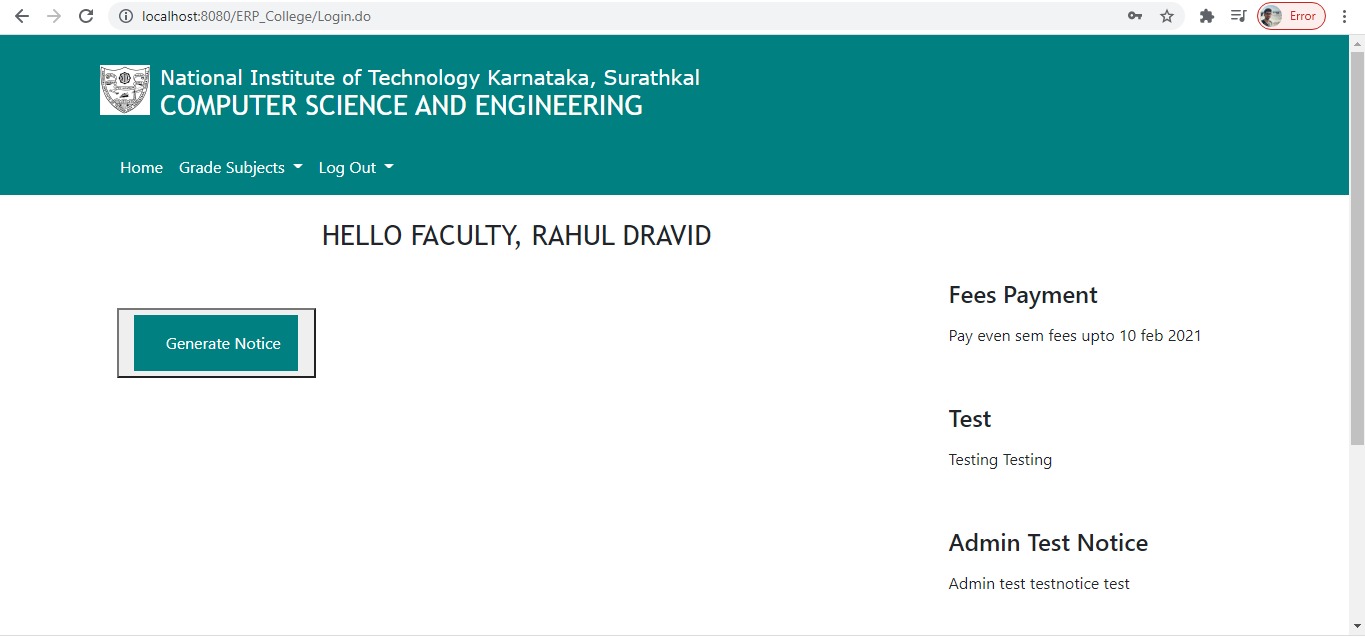 localhost:8080/ERP_College/Login.do
Error
National Institute of Technology Karnataka, Surathkal
COMPUTER SCIENCE AND ENGINEERING
Home Grade Subjects Log Out
HELLO FACULTY, RAHUL DRAVID
Generate Notice
Fees Payment
Pay even sem fees upto 10 feb 2021
Test
Testing Testing
Admin Test Notice
Admin test testnotice test